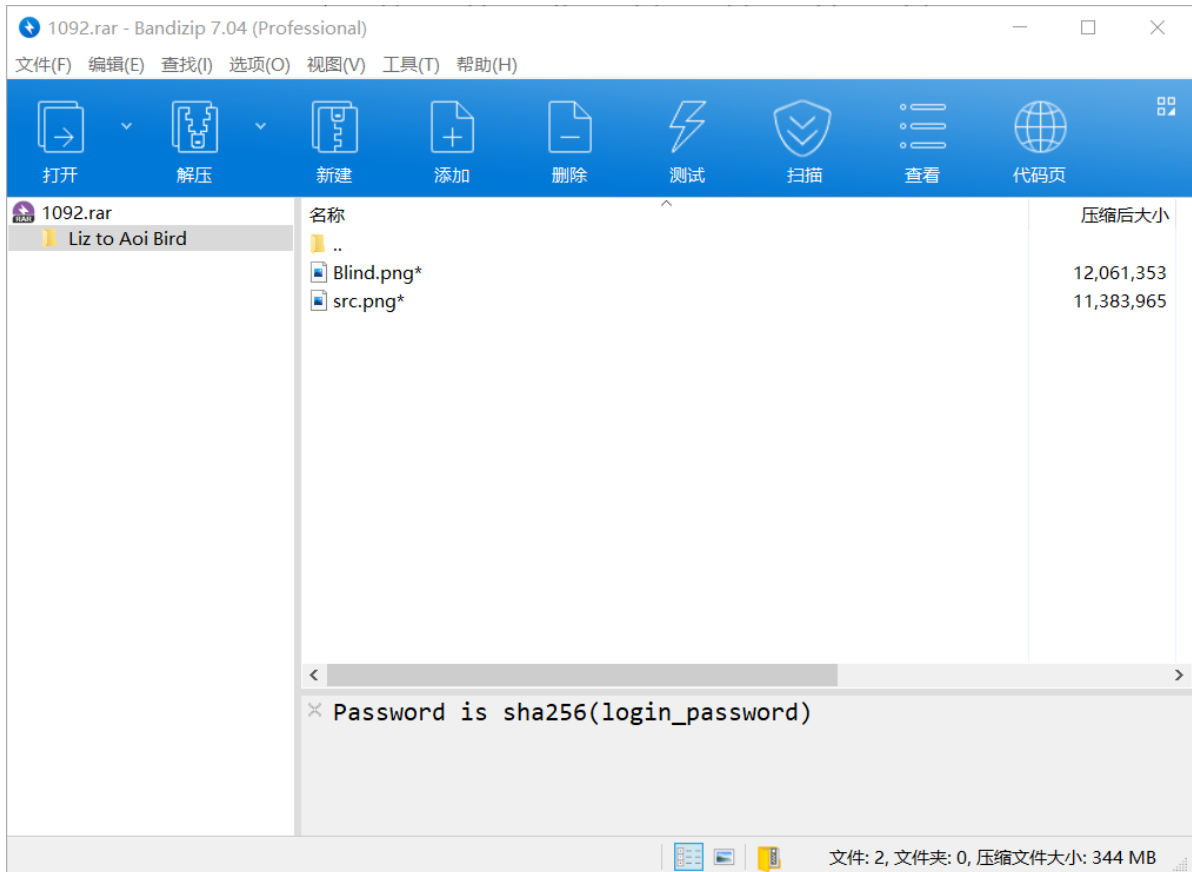 1092.rar - Bandizip 7.04 (Professional)
文件(F) 编辑(E) 查找(I) 选项(O) 视图(V) 工具(T) 帮助(H)
打开 解压 新建 添加 删除 测试 扫描 查看 代码页
1092.rar
Liz to Aoi Bird
名称 压缩后大小
..
Blind.png* 12,061,353
src.png* 11,383,965
Password is sha256(login_password)
文件: 2, 文件夹: 0, 压缩文件大小: 344 MB